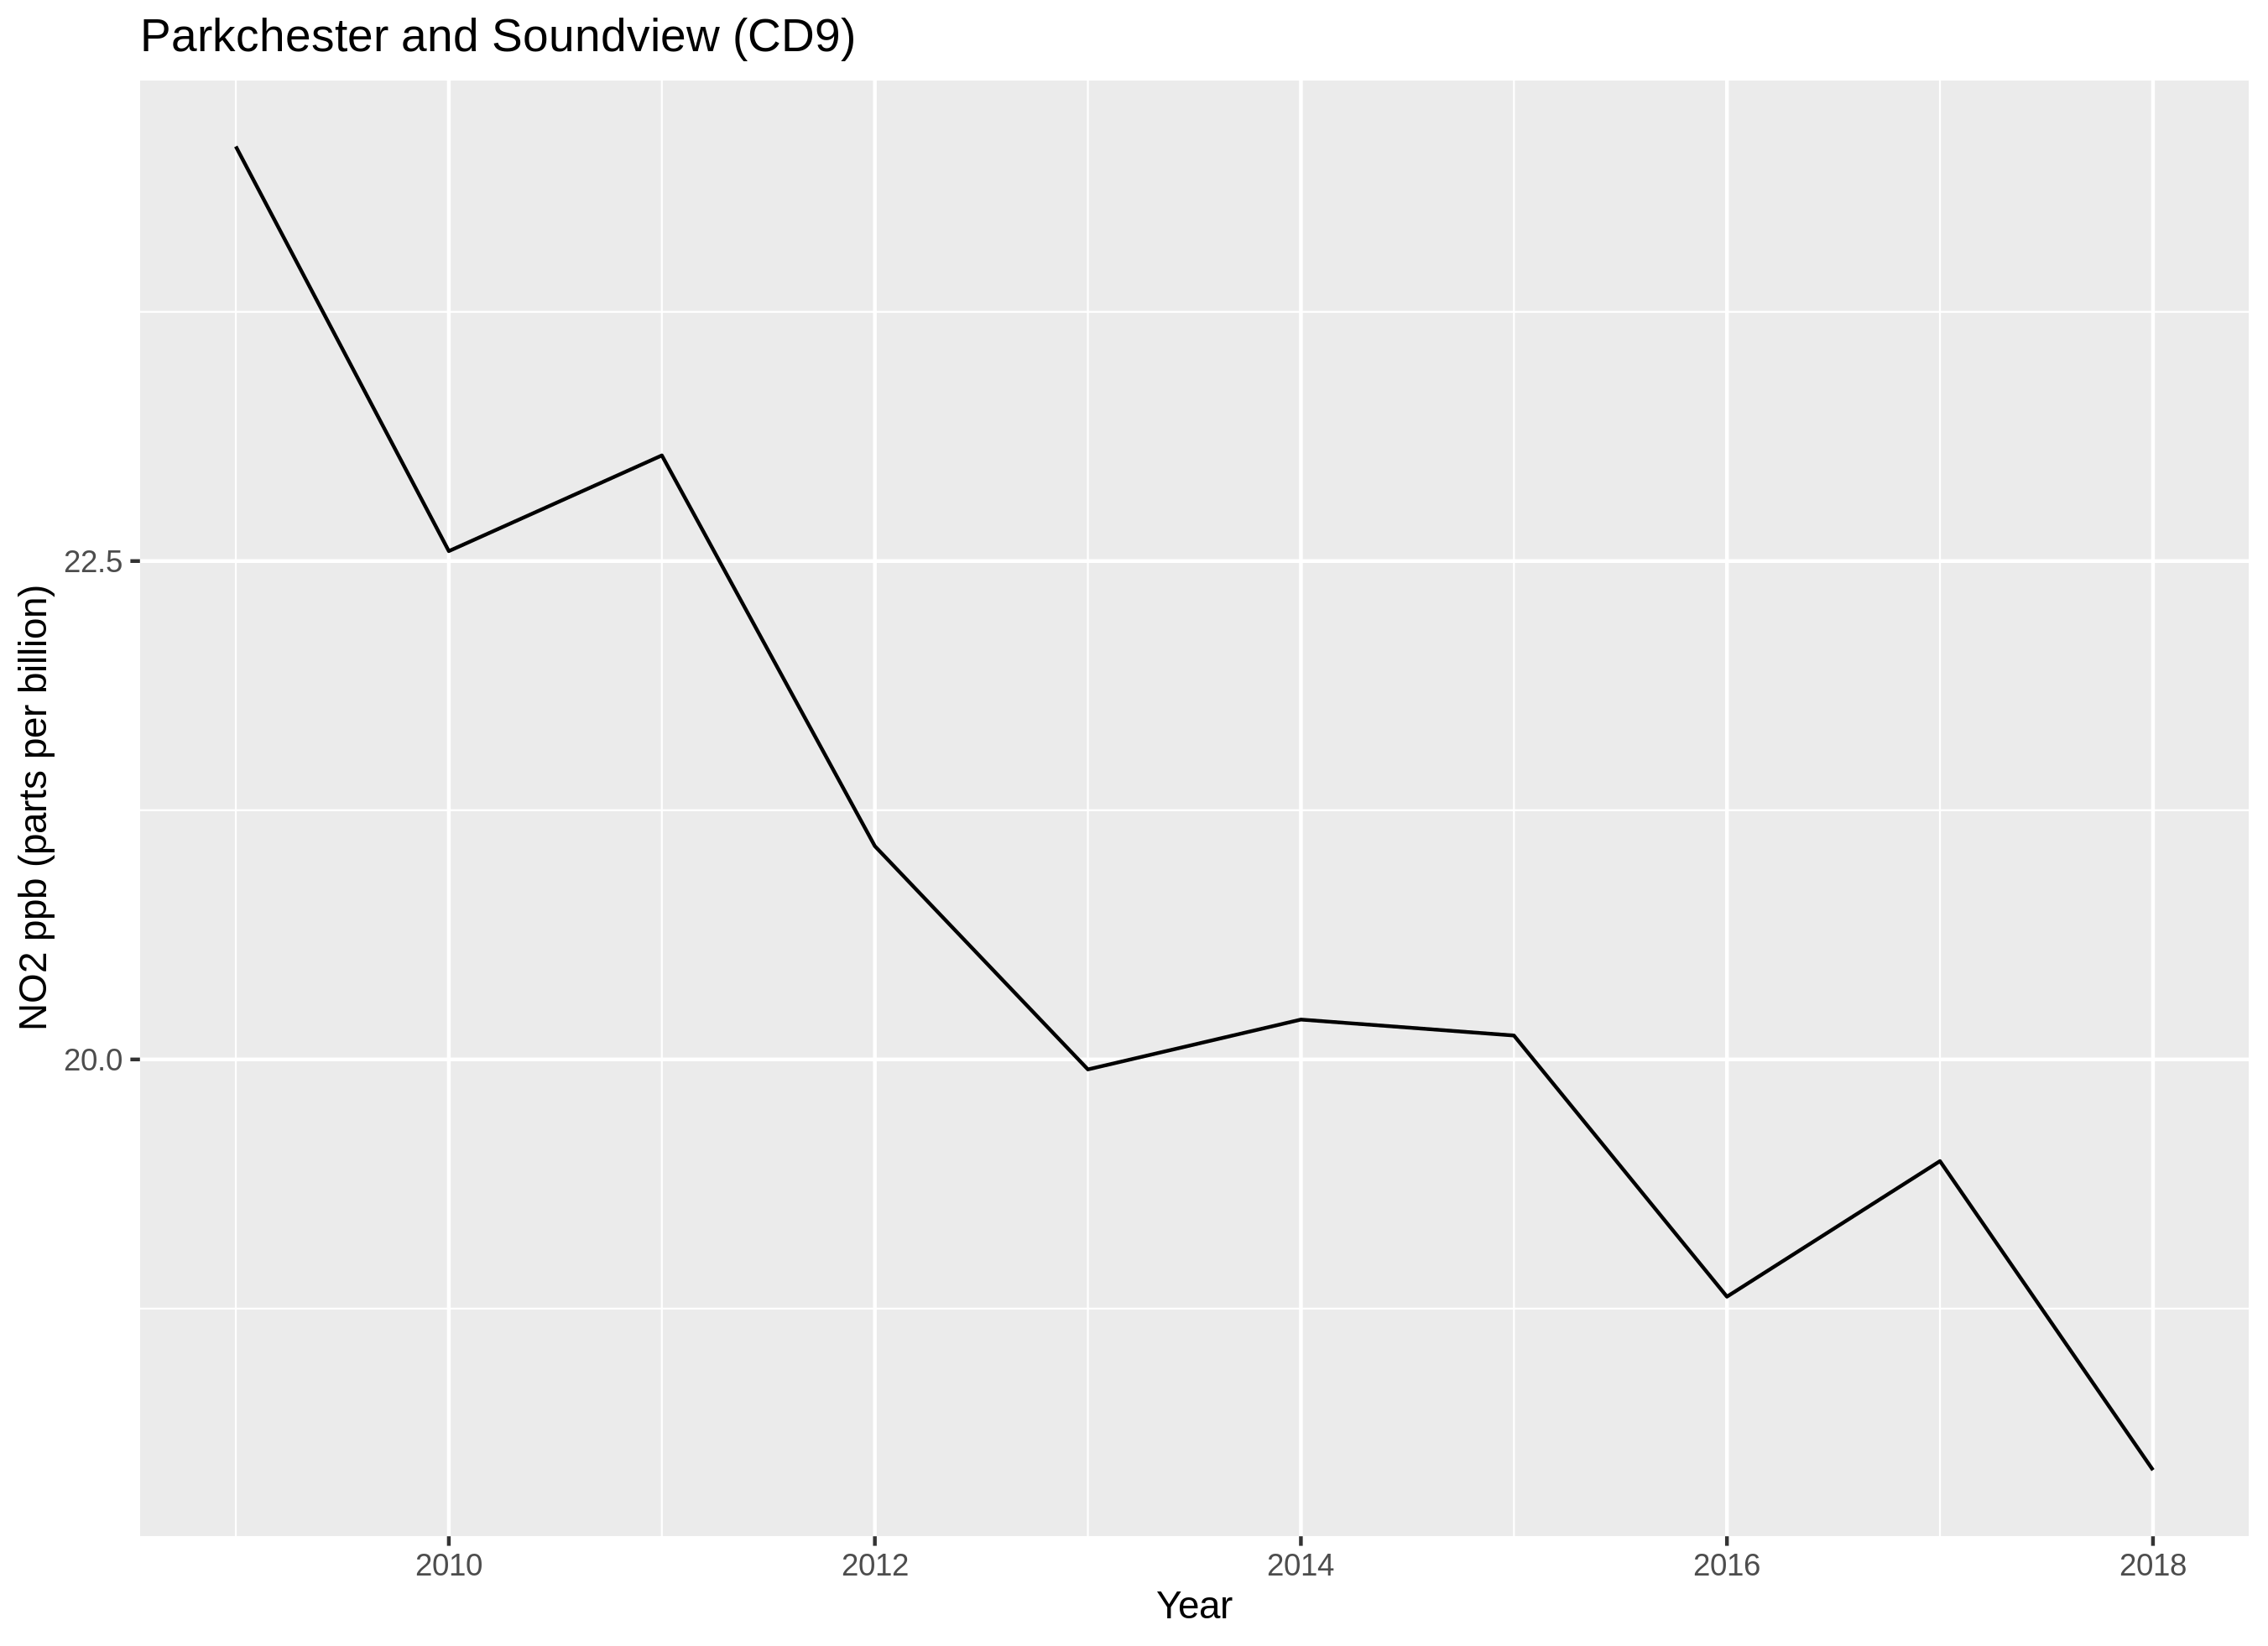 Parkchester and Soundview (CD9)
NO2 ppb (parts per billion)
22.5
20.0
2010 2012 2014 2016 2018
Year